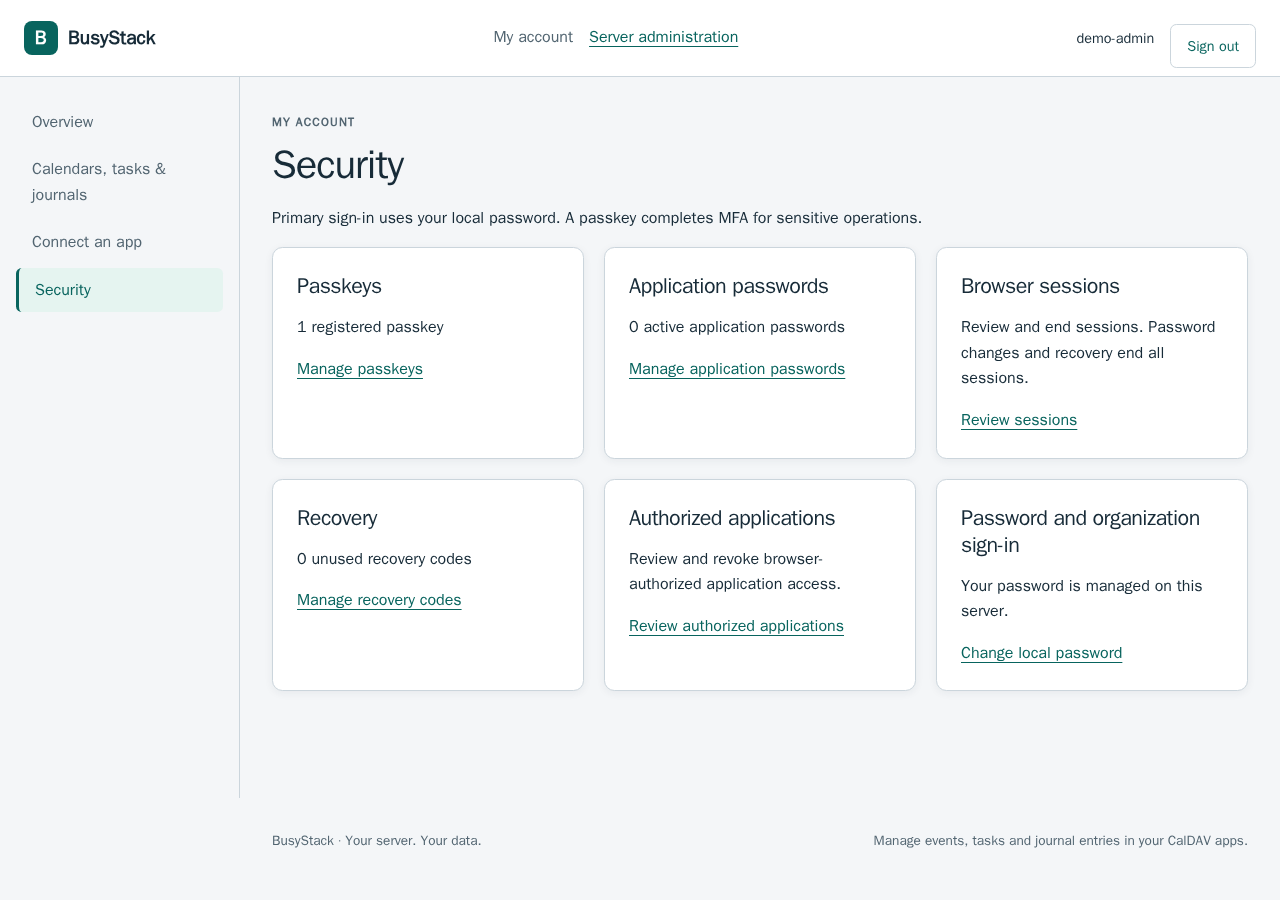 B BusyStack
My account Server administration
demo-admin Sign out
Overview
Calendars, tasks &
journals
Connect an app
Security
MY ACCOUNT
Security
Primary sign-in uses your local password. A passkey completes MFA for sensitive operations.
Passkeys
1 registered passkey
Manage passkeys
Application passwords
0 active application passwords
Manage application passwords
Browser sessions
Review and end sessions. Password
changes and recovery end all
sessions.
Review sessions
Recovery
0 unused recovery codes
Manage recovery codes
Authorized applications
Review and revoke browser-
authorized application access.
Review authorized applications
Password and organization
sign-in
Your password is managed on this
server.
Change local password
BusyStack · Your server. Your data.
Manage events, tasks and journal entries in your CalDAV apps.